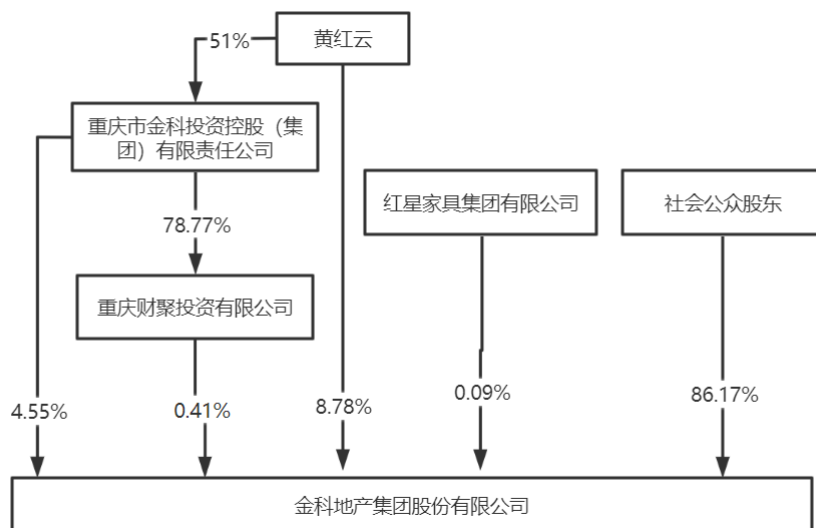 黄红云
51%
重庆市金科投资控股（集
团）有限责任公司
红星家具集团有限公司
社会公众股东
78.77%
重庆财聚投资有限公司
4.55%
0.41%
8.78%
0.09%
86.17%
金科地产集团股份有限公司